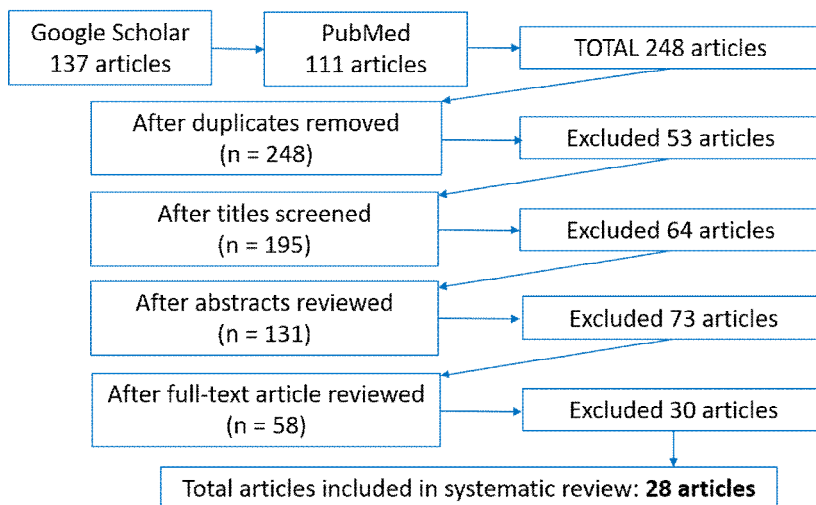 Google Scholar
137 articles
PubMed
111 articles
TOTAL 248 articles
After duplicates removed
(n = 248)
Excluded 53 articles
After titles screened
(n = 195)
Excluded 64 articles
After abstracts reviewed
(n = 131)
Excluded 73 articles
After full-text article reviewed
(n = 58)
Excluded 30 articles
Total articles included in systematic review: 28 articles